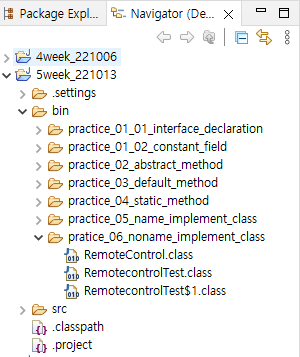 Package Expl...
Navigator (De...
4week_221006
5week_221013
.settings
bin
practice_01_01_interface_declaration
practice_01_02_constant_field
practice_02_abstract_method
practice_03_default_method
practice_04_static_method
practice_05_name_implement_class
pratice_06_noname_implement_class
RemoteControl.class
RemotecontrolTest.class
RemotecontrolTest$1.class
src
.classpath
.project